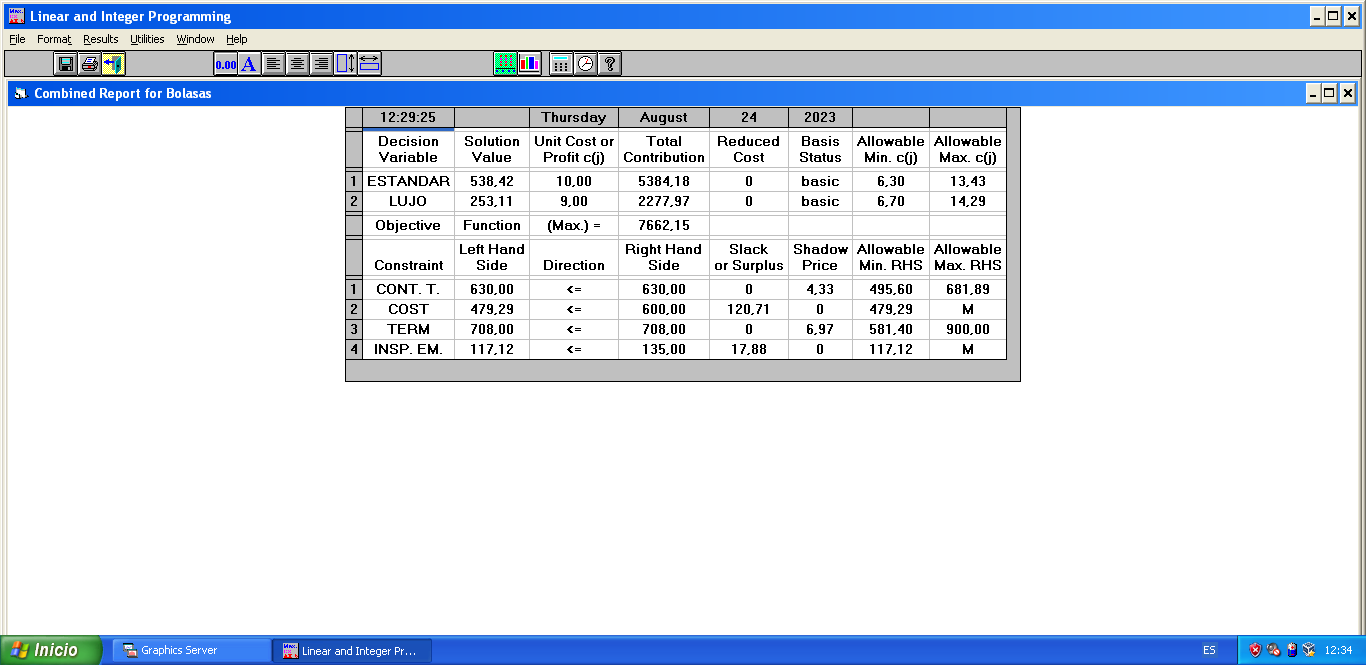 Linear and Integer Programming
File Format Results Utilities Window Help
0.00 A
Combined Report for Bolasas
12:29:25 Thursday August 24 2023
Decision Solution Unit Cost or Total Reduced Basis Allowable Allowable
Variable Value Profit c(j) Contribution Cost Status Min. c(j) Max. c(j)
1 ESTANDAR 538,42 10,00 5384,18 0 basic 6,30 13,43
2 LUJO 253,11 9,00 2277,97 0 basic 6,70 14,29
Objective Function (Max.) = 7662,15
Left Hand Right Hand Slack Shadow Allowable Allowable
Constraint Side Direction Side or Surplus Price Min. RHS Max. RHS
1 CONT. T. 630,00 <= 630,00 0 4,33 495,60 681,89
2 COST 479,29 <= 600,00 120,71 0 479,29 M
3 TERM 708,00 <= 708,00 0 6,97 581,40 900,00
4 INSP. EM. 117,12 <= 135,00 17,88 0 117,12 M
Inicio Graphics Server Linear and Integer Pr... ES 12:34